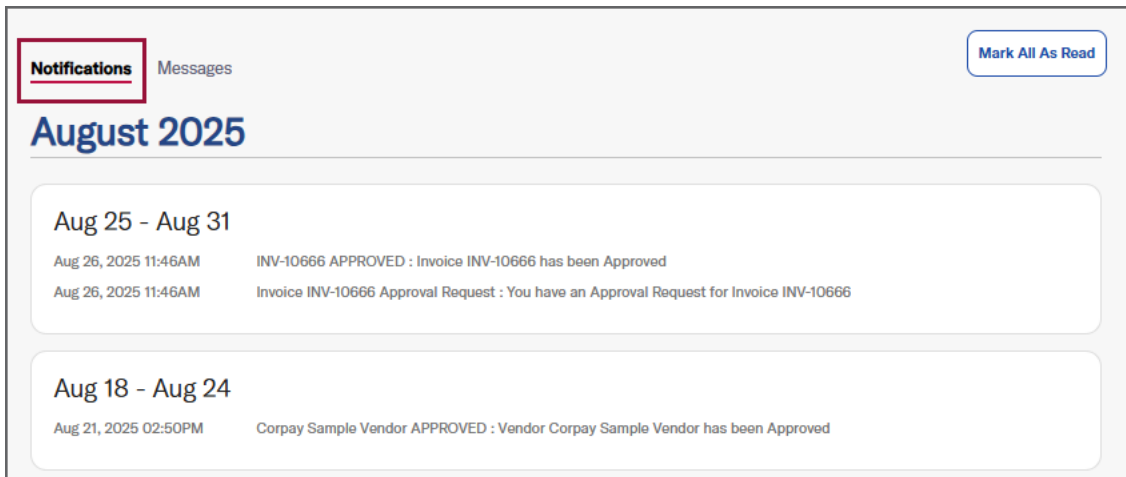 Notifications Messages Mark All As Read
August 2025
Aug 25 - Aug 31
Aug 26, 2025 11:46AM INV-10666 APPROVED : Invoice INV-10666 has been Approved
Aug 26, 2025 11:46AM Invoice INV-10666 Approval Request : You have an Approval Request for Invoice INV-10666
Aug 18 - Aug 24
Aug 21, 2025 02:50PM Corpay Sample Vendor APPROVED : Vendor Corpay Sample Vendor has been Approved